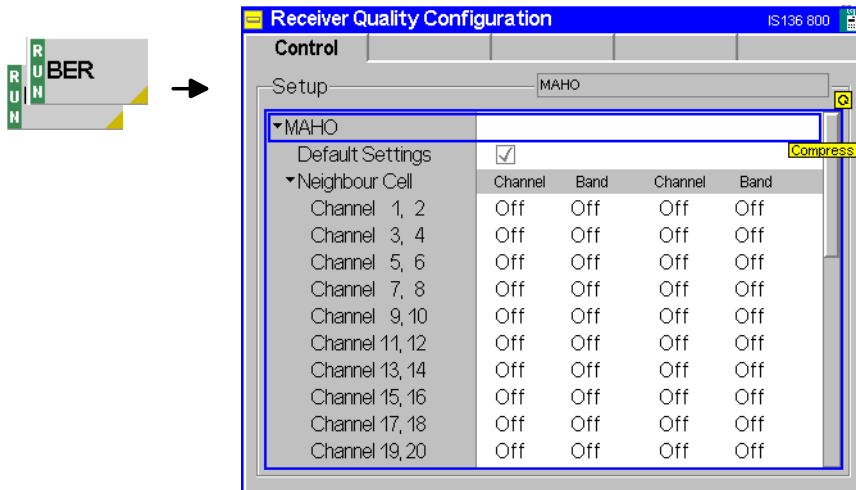 Receiver Quality Configuration IS136 800
Control
RUN BER
RUN
Setup MAHO
MAHO
Compress
Default Settings
Neighbour Cell Channel Band Channel Band
Channel 1, 2 Off Off Off Off
Channel 3, 4 Off Off Off Off
Channel 5, 6 Off Off Off Off
Channel 7, 8 Off Off Off Off
Channel 9, 10 Off Off Off Off
Channel 11, 12 Off Off Off Off
Channel 13, 14 Off Off Off Off
Channel 15, 16 Off Off Off Off
Channel 17, 18 Off Off Off Off
Channel 19, 20 Off Off Off Off